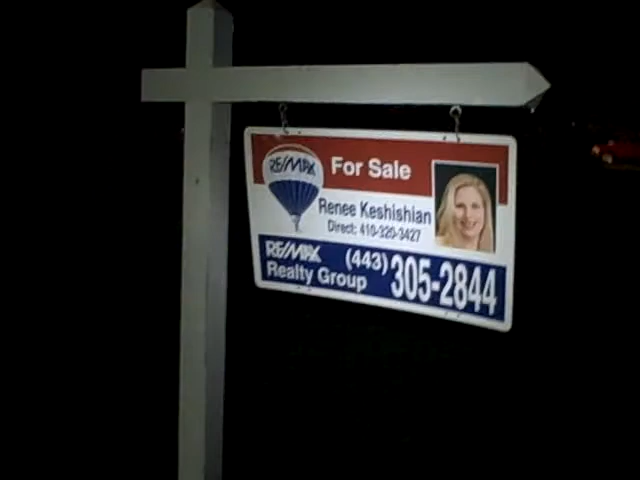 RE/MAX
For Sale
Renee Keshishian
Direct: 410-320-3427
RE/MAX
Realty Group
(443) 305-2844